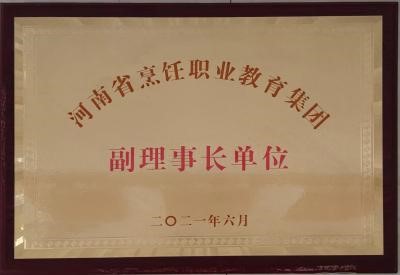 河南省烹饪职业教育集团
副理事长单位
二〇二一年六月